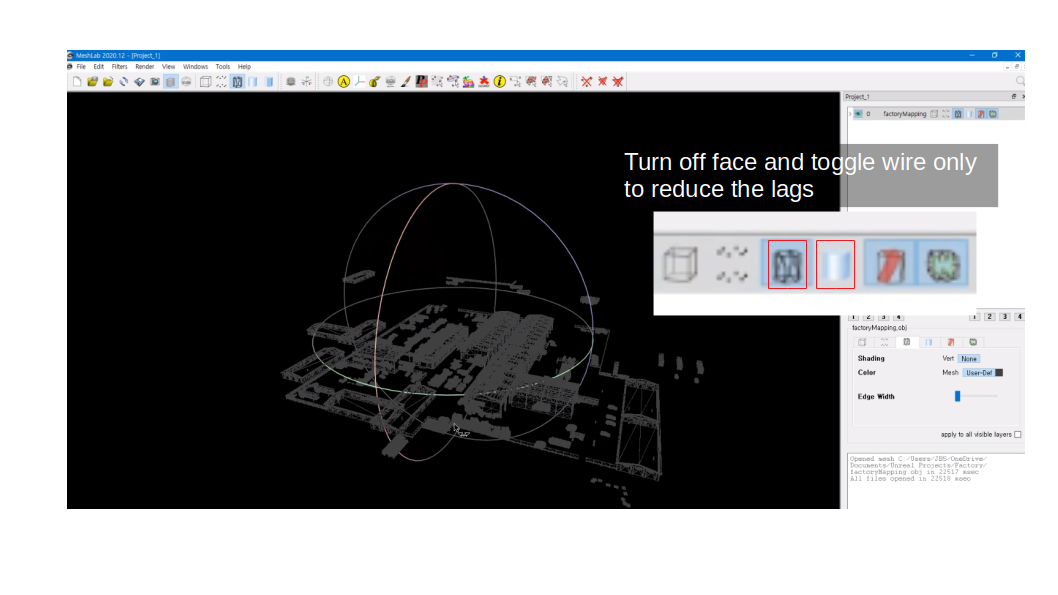 MeshLab 2020.12 - [Project_1]
File Edit Filters Render View Windows Tools Help
Project_1
0 factoryMapping
Turn off face and toggle wire only
to reduce the lags
1 2 3 4 1 2 3 4
factoryMapping.obj
Shading Vert None
Color Mesh User-Def
Edge Width
apply to all visible layers
Opened mesh C:/Users/JBS/OneDrive/
Documents/Unreal Projects/Factory/
factoryMapping.obj in 22517 msec
All files opened in 22518 msec